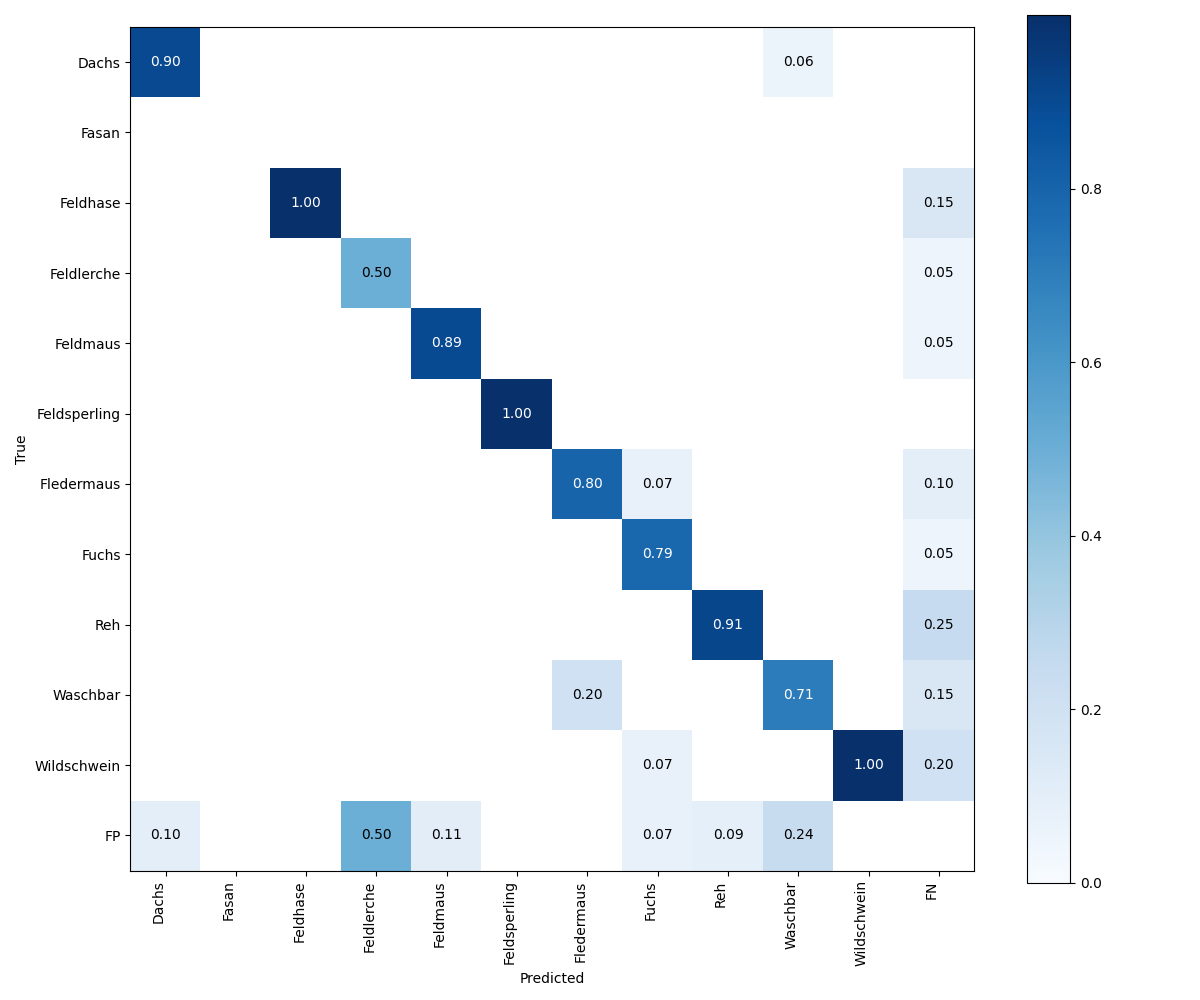 Dachs 0.90 0.06
Fasan
Feldhase 1.00 0.15
Feldlerche 0.50 0.05
Feldmaus 0.89 0.05
Feldsperling 1.00
Fledermaus 0.80 0.07 0.10
Fuchs 0.79 0.05
Reh 0.91 0.25
Waschbar 0.20 0.71 0.15
Wildschwein 0.07 1.00 0.20
FP 0.10 0.50 0.11 0.07 0.09 0.24
True
Dachs
Fasan
Feldhase
Feldlerche
Feldmaus
Feldsperling
Fledermaus
Fuchs
Reh
Waschbar
Wildschwein
FN
Predicted
0.8
0.6
0.4
0.2
0.0